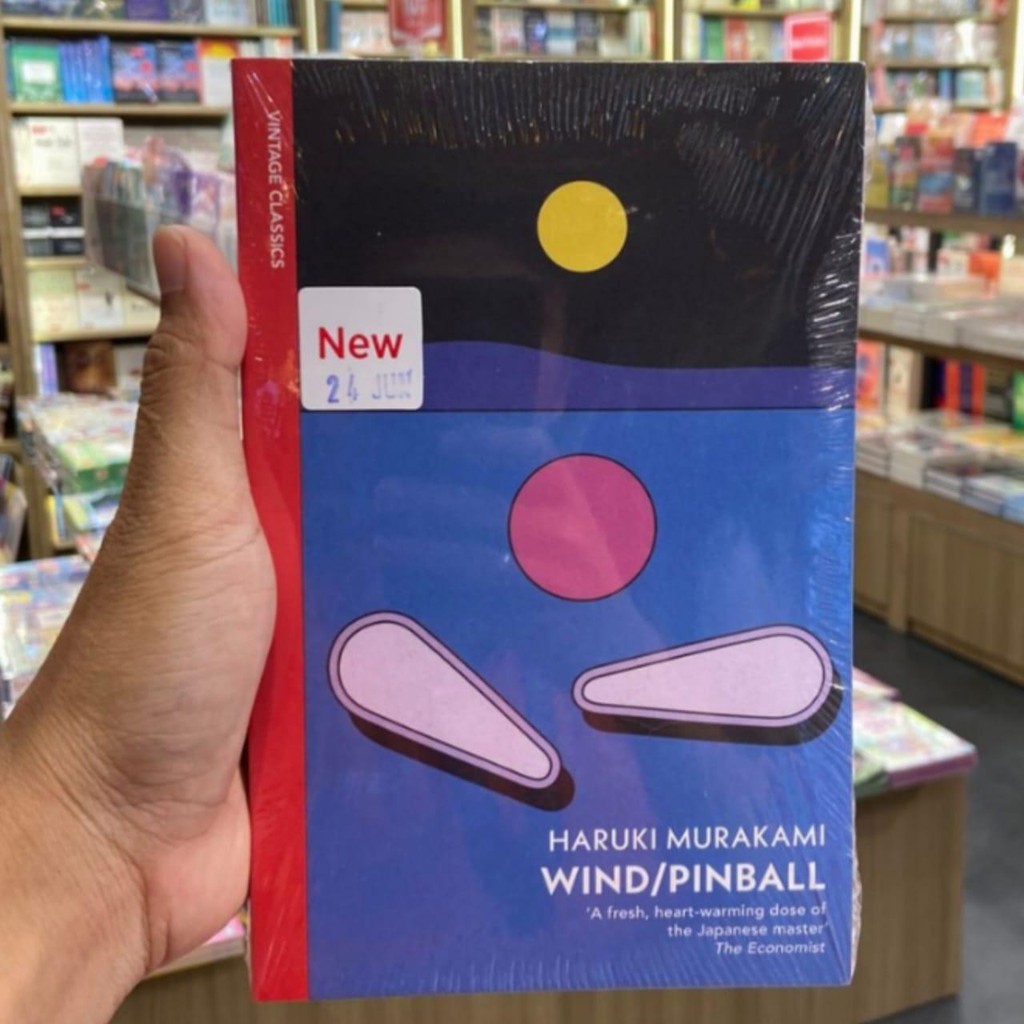 VINTAGE CLASSICS
New
24 JUN
HARUKI MURAKAMI
WIND/PINBALL
'A fresh, heart-warming dose of
the Japanese master'
The Economist